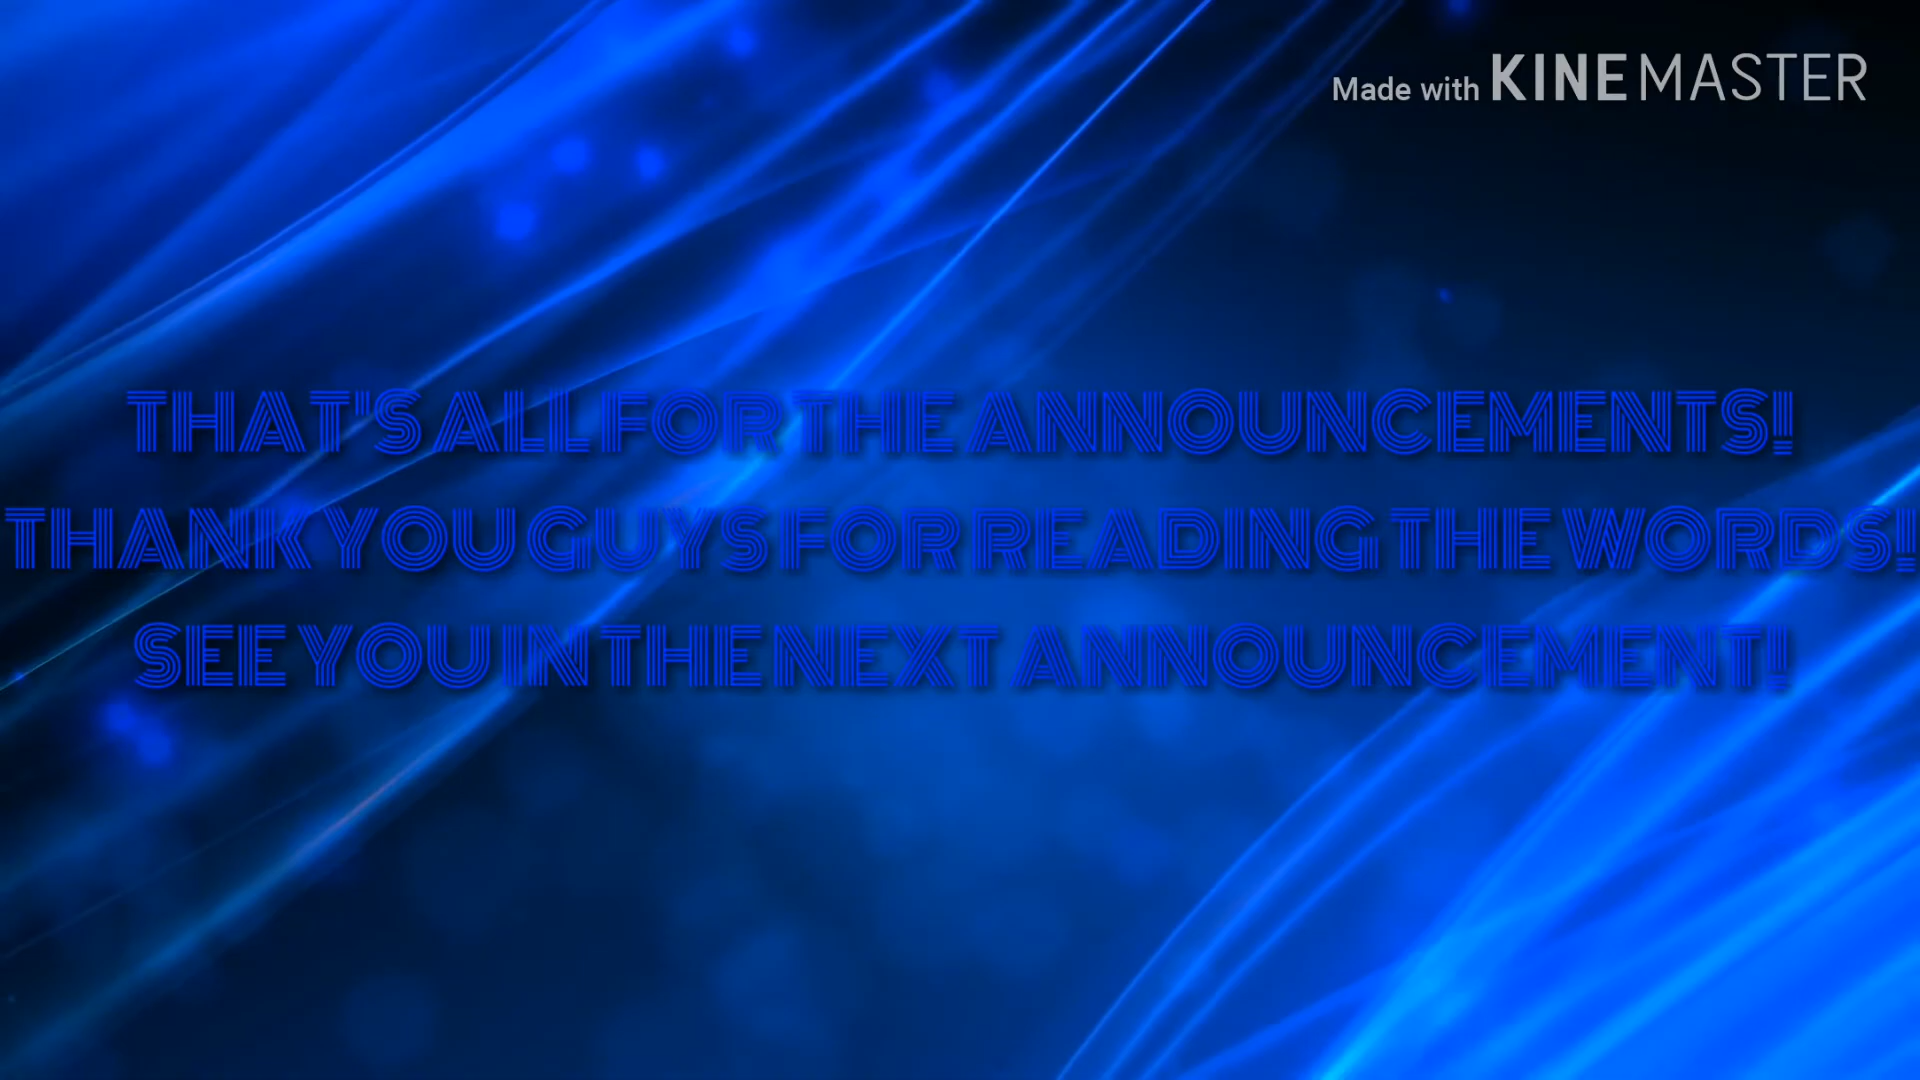 Made with KINEMASTER
THAT'S ALL FOR THE ANNOUNCEMENTS!
THANK YOU GUYS FOR READING THE WORDS!
SEE YOU IN THE NEXT ANNOUNCEMENT!